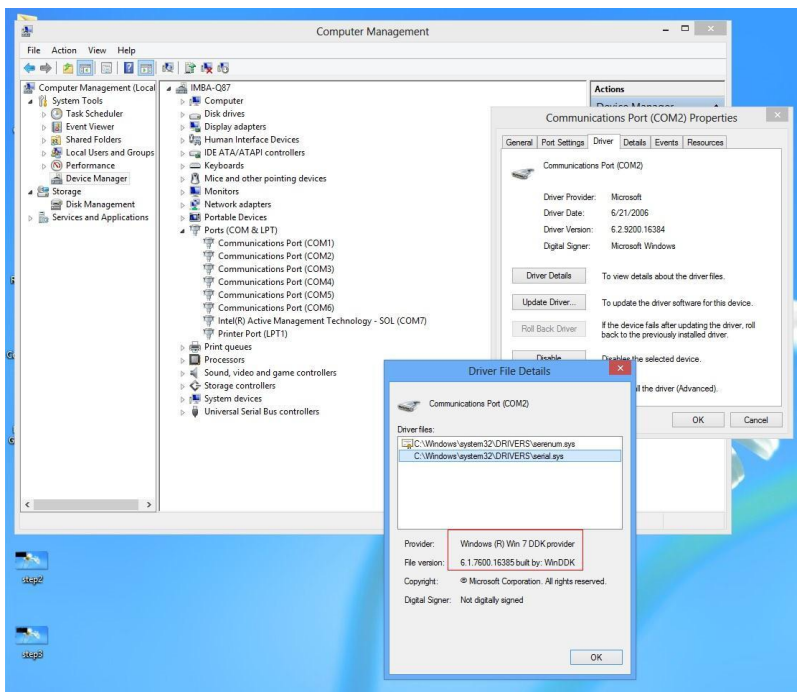 Computer Management
File Action View Help
Computer Management (Local
System Tools
Task Scheduler
Event Viewer
Shared Folders
Local Users and Groups
Performance
Device Manager
Storage
Disk Management
Services and Applications
IMBA-Q87
Computer
Disk drives
Display adapters
Human Interface Devices
IDE ATA/ATAPI controllers
Keyboards
Mice and other pointing devices
Monitors
Network adapters
Portable Devices
Ports (COM & LPT)
Communications Port (COM1)
Communications Port (COM2)
Communications Port (COM3)
Communications Port (COM4)
Communications Port (COM5)
Communications Port (COM6)
Intel(R) Active Management Technology - SOL (COM7)
Printer Port (LPT1)
Print queues
Processors
Sound, video and game controllers
Storage controllers
System devices
Universal Serial Bus controllers
Actions
Device Manager
Communications Port (COM2) Properties
General Port Settings Driver Details Events Resources
Communications Port (COM2)
Driver Provider: Microsoft
Driver Date: 6/21/2006
Driver Version: 6.2.9200.16384
Digital Signer: Microsoft Windows
Driver Details To view details about the driver files.
Update Driver... To update the driver software for this device.
Roll Back Driver If the device fails after updating the driver, roll
back to the previously installed driver.
Disable Disables the selected device.
the driver (Advanced).
OK Cancel
Driver File Details
Communications Port (COM2)
Driver files:
C:\Windows\system32\DRIVERS\serenum.sys
C:\Windows\system32\DRIVERS\serial.sys
Provider: Windows (R) Win 7 DDK provider
File version: 6.1.7600.16385 built by: WinDDK
Copyright: © Microsoft Corporation. All rights reserved.
Digital Signer: Not digitally signed
OK
step2
step3